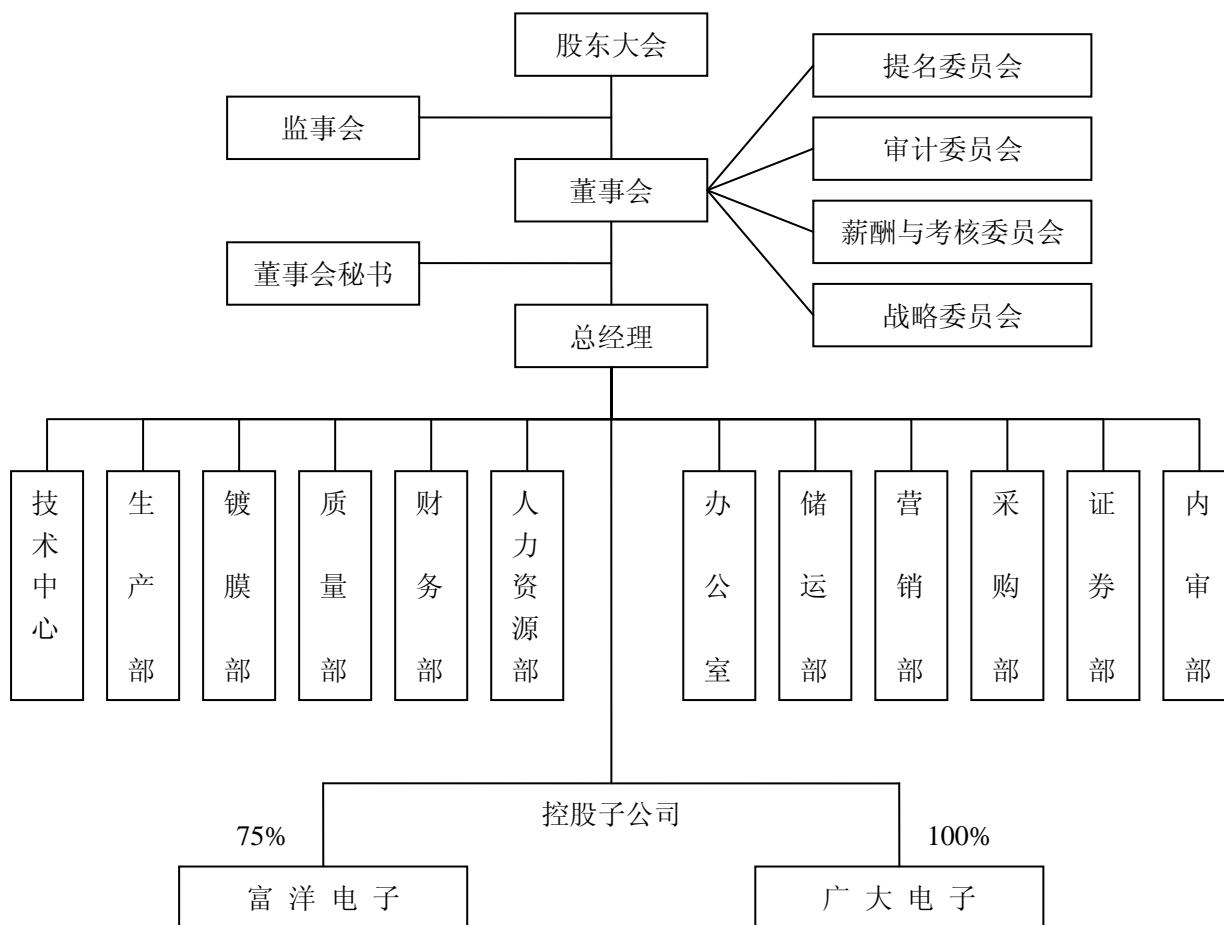 股东大会
提名委员会
监事会
审计委员会
董事会
薪酬与考核委员会
董事会秘书
战略委员会
总经理
技术中心
生产部
镀膜部
质量部
财务部
人力资源部
办公室
储运部
营销部
采购部
证券部
内审部
控股子公司
75%
100%
富洋电子
广大电子